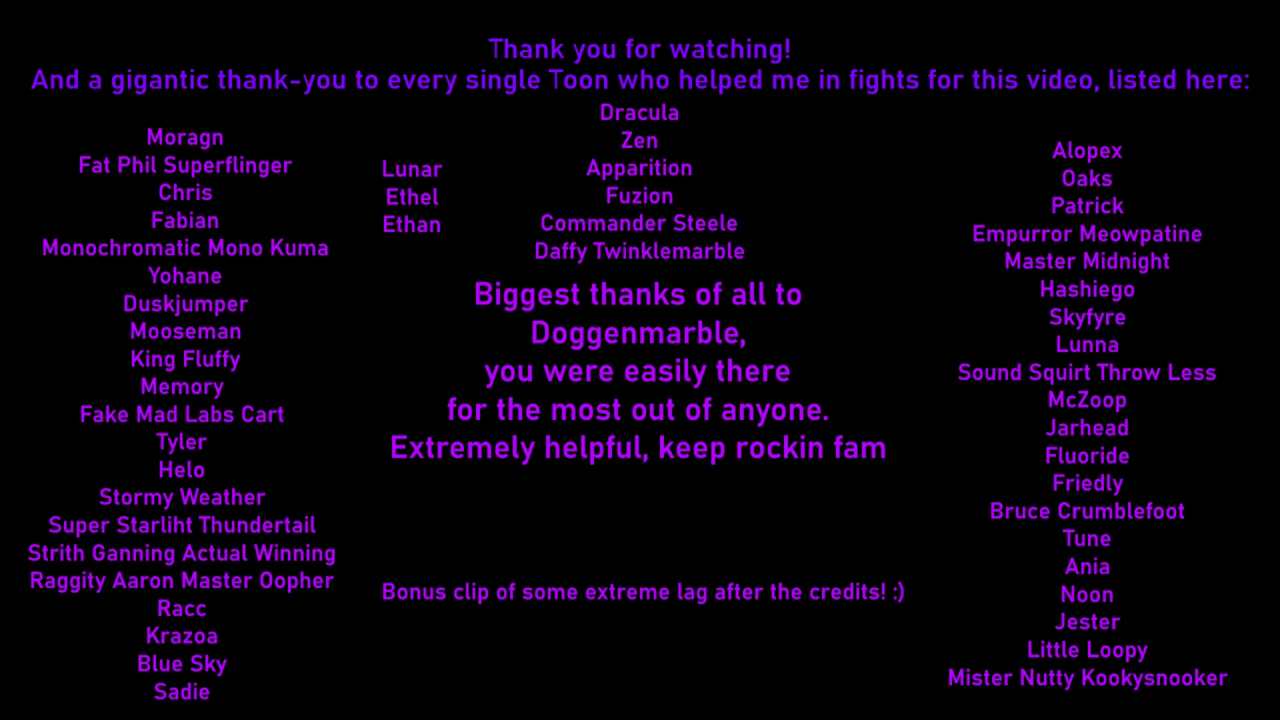 Thank you for watching!
And a gigantic thank-you to every single Toon who helped me in fights for this video, listed here:
Moragn
Fat Phil Superflinger
Chris
Fabian
Monochromatic Mono Kuma
Yohane
Duskjumper
Mooseman
King Fluffy
Memory
Fake Mad Labs Cart
Tyler
Helo
Stormy Weather
Super Starliht Thundertail
Strith Ganning Actual Winning
Raggity Aaron Master Oopher
Racc
Krazoa
Blue Sky
Sadie
Lunar
Ethel
Ethan
Dracula
Zen
Apparition
Fuzion
Commander Steele
Daffy Twinklemarble
Biggest thanks of all to
Doggenmarble,
you were easily there
for the most out of anyone.
Extremely helpful, keep rockin fam
Bonus clip of some extreme lag after the credits! :)
Alopex
Oaks
Patrick
Empurror Meowpatine
Master Midnight
Hashiego
Skyfyre
Lunna
Sound Squirt Throw Less
McZoop
Jarhead
Fluoride
Friedly
Bruce Crumblefoot
Tune
Ania
Noon
Jester
Little Loopy
Mister Nutty Kookysnooker